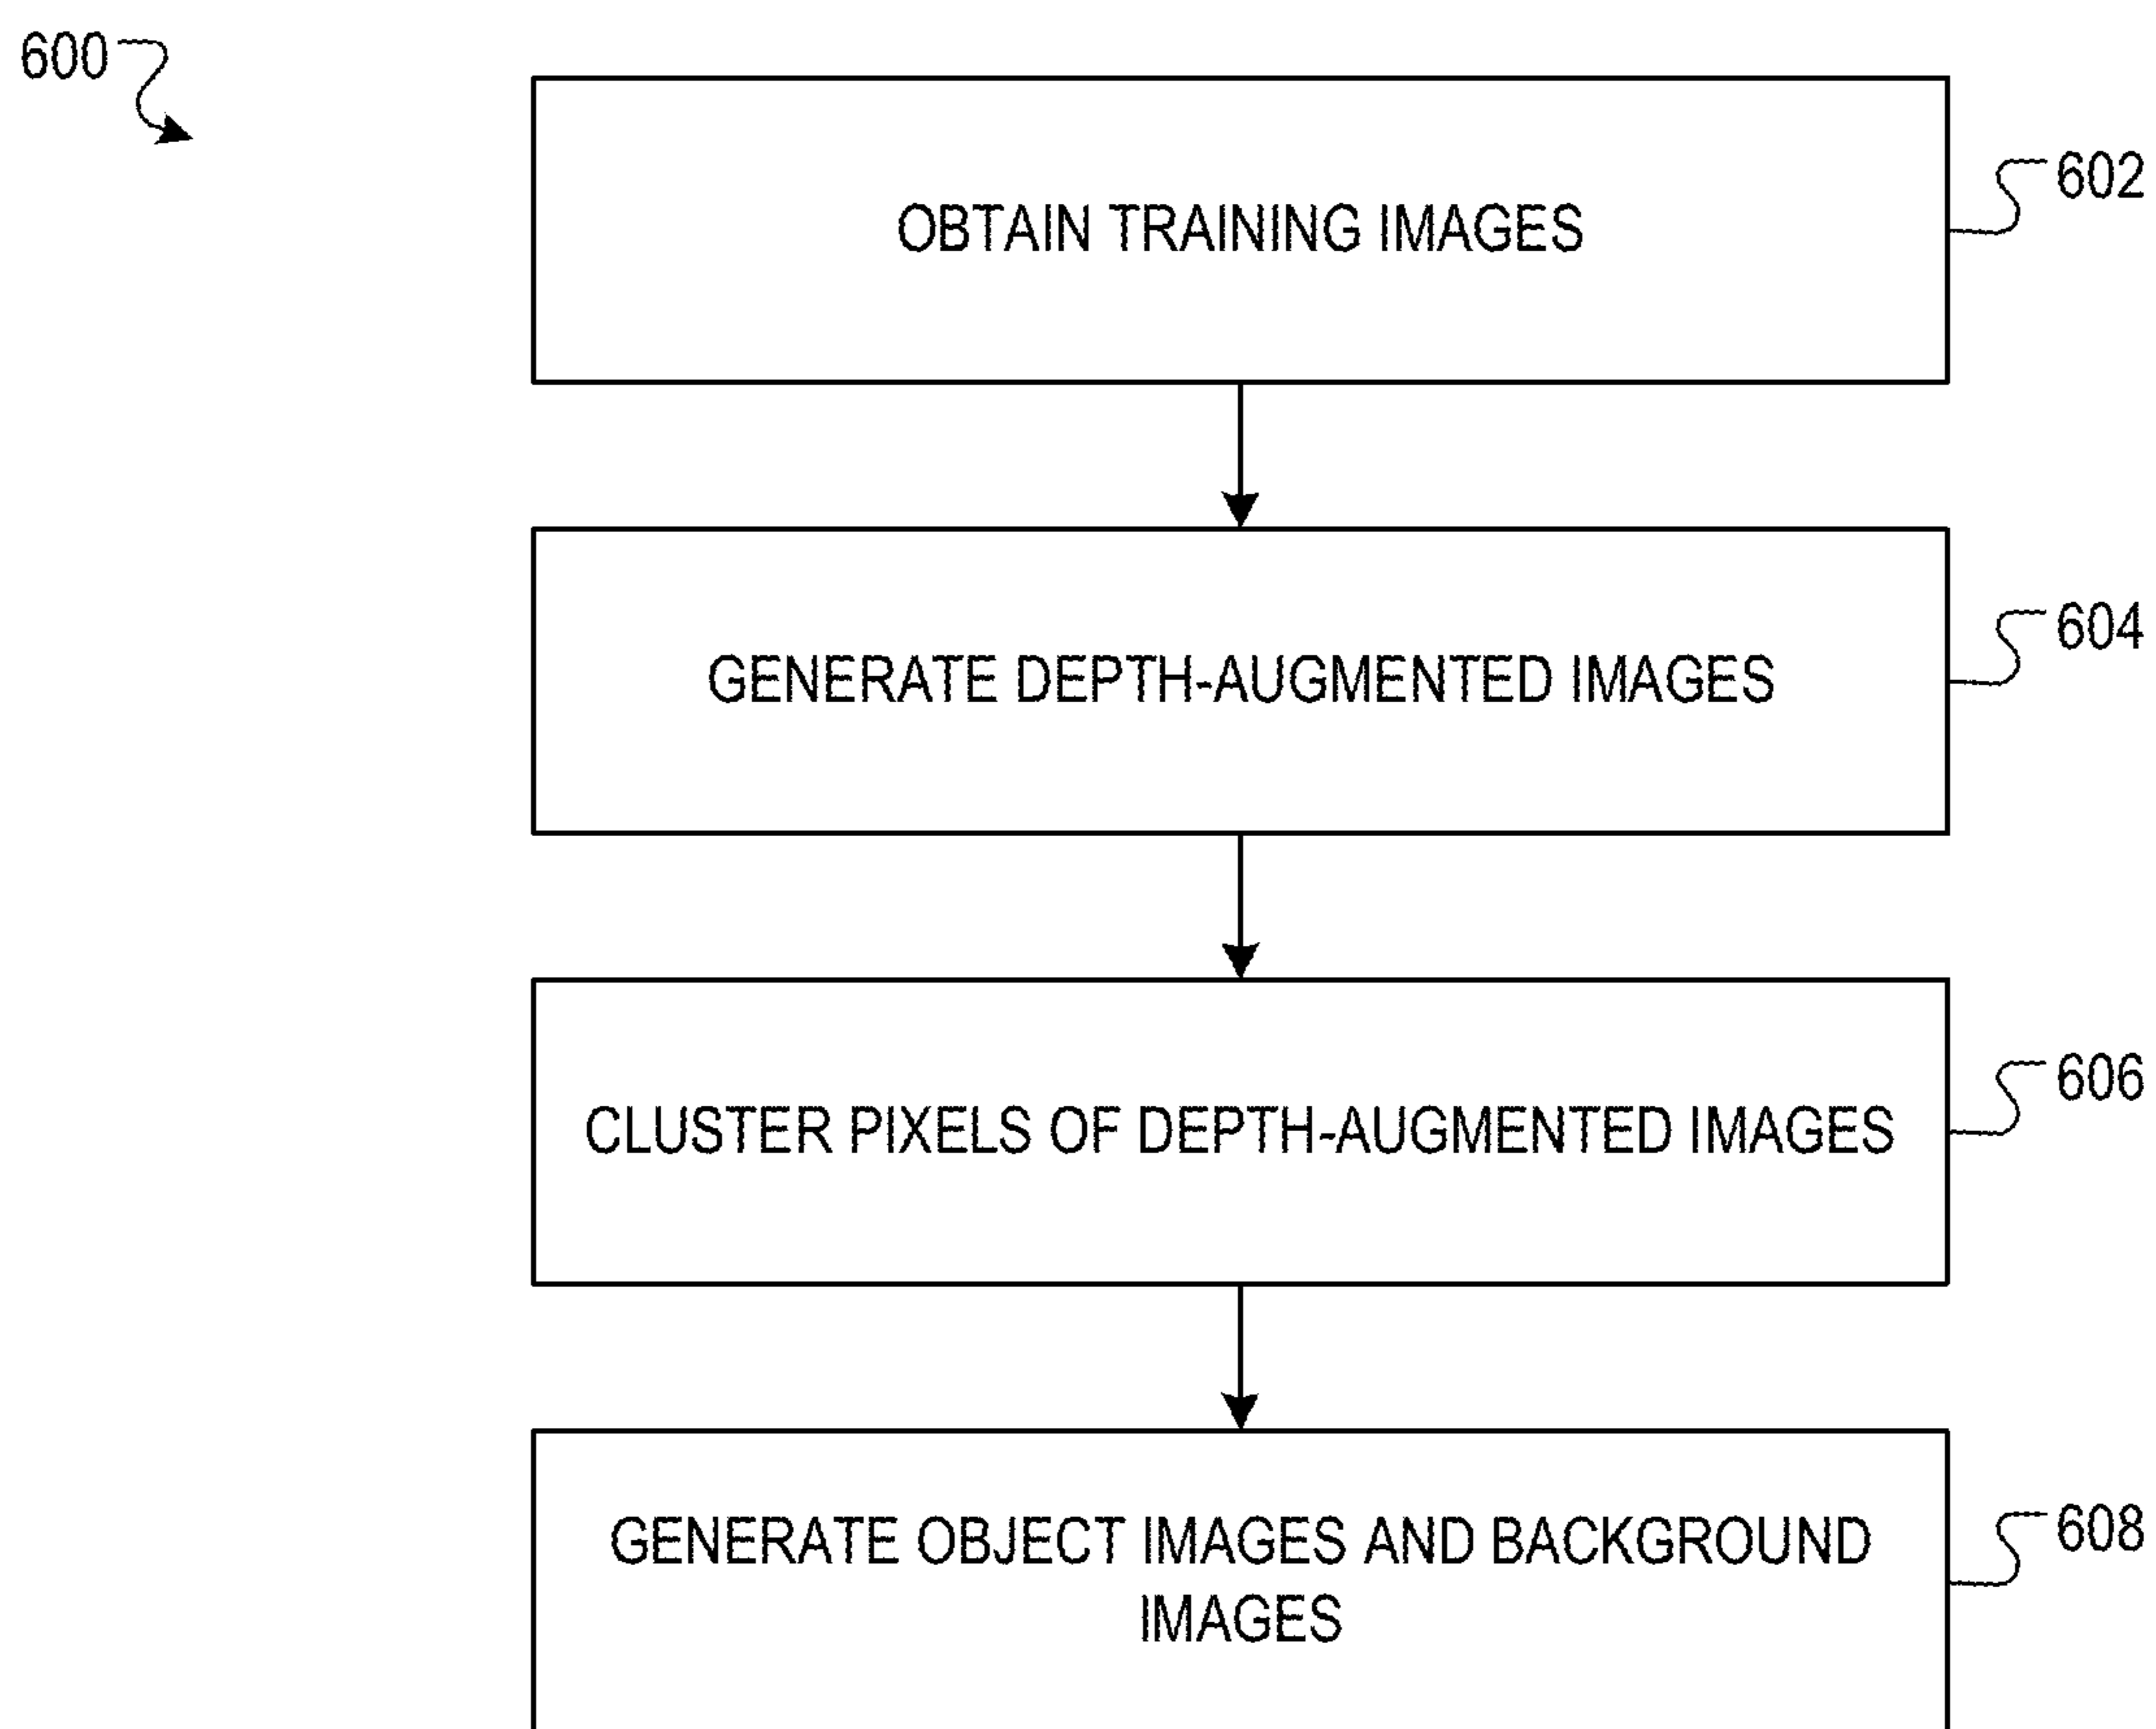 600
OBTAIN TRAINING IMAGES
602
GENERATE DEPTH-AUGMENTED IMAGES
604
CLUSTER PIXELS OF DEPTH-AUGMENTED IMAGES
606
GENERATE OBJECT IMAGES AND BACKGROUND
IMAGES
608